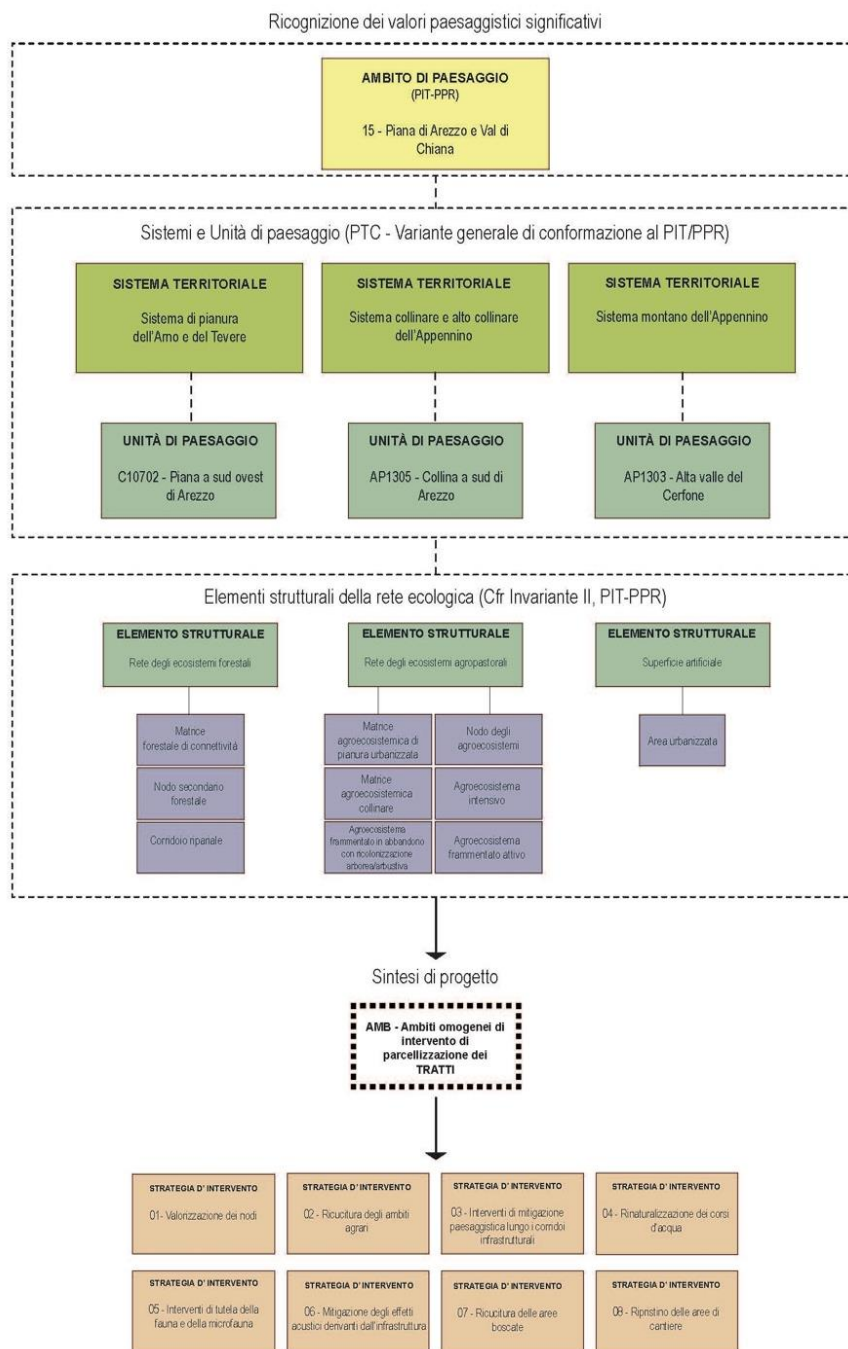 Ricognizione dei valori paesaggistici significativi
AMBITO DI PAESAGGIO
(PIT-PPR)
15 - Piana di Arezzo e Val di
Chiana
Sistemi e Unità di paesaggio (PTC - Variante generale di conformazione al PIT/PPR)
SISTEMA TERRITORIALE
Sistema di pianura
dell'Arno e del Tevere
SISTEMA TERRITORIALE
Sistema collinare e alto collinare
dell'Appennino
SISTEMA TERRITORIALE
Sistema montano dell'Appennino
UNITÀ DI PAESAGGIO
C10702 - Piana a sud ovest
di Arezzo
UNITÀ DI PAESAGGIO
AP1305 - Collina a sud di
Arezzo
UNITÀ DI PAESAGGIO
AP1303 - Alta valle del
Cerfone
Elementi strutturali della rete ecologica (Cfr Invariante II, PIT-PPR)
ELEMENTO STRUTTURALE
Rete degli ecosistemi forestali
Matrice
forestale di connettività
Nodo secondario
forestale
Corridoio ripariale
ELEMENTO STRUTTURALE
Rete degli ecosistemi agropastorali
Matrice
agroecosistemica di
pianura urbanizzata
Matrice
agroecosistemica
collinare
Agroecosistema
frammentato in abbandono
con ricolonizzazione
arborea/arbustiva
Nodo degli
agroecosistemi
Agroecosistema
intensivo
Agroecosistema
frammentato attivo
ELEMENTO STRUTTURALE
Superficie artificiale
Area urbanizzata
Sintesi di progetto
AMB - Ambiti omogenei di
intervento di
parcellizzazione dei
TRATTI
STRATEGIA D' INTERVENTO
01- Valorizzazione dei nodi
STRATEGIA D' INTERVENTO
02 - Ricucitura degli ambiti
agrari
STRATEGIA D' INTERVENTO
03 - Interventi di mitigazione
paesaggistica lungo i corridoi
infrastrutturali
STRATEGIA D' INTERVENTO
04 - Rinaturalizzazione dei corsi
d'acqua
STRATEGIA D' INTERVENTO
05 - Interventi di tutela della
fauna e della microfauna
STRATEGIA D' INTERVENTO
06 - Mitigazione degli effetti
acustici derivanti dall'infrastruttura
STRATEGIA D' INTERVENTO
07 - Ricucitura delle aree
boscate
STRATEGIA D' INTERVENTO
08 - Ripristino delle aree di
cantiere